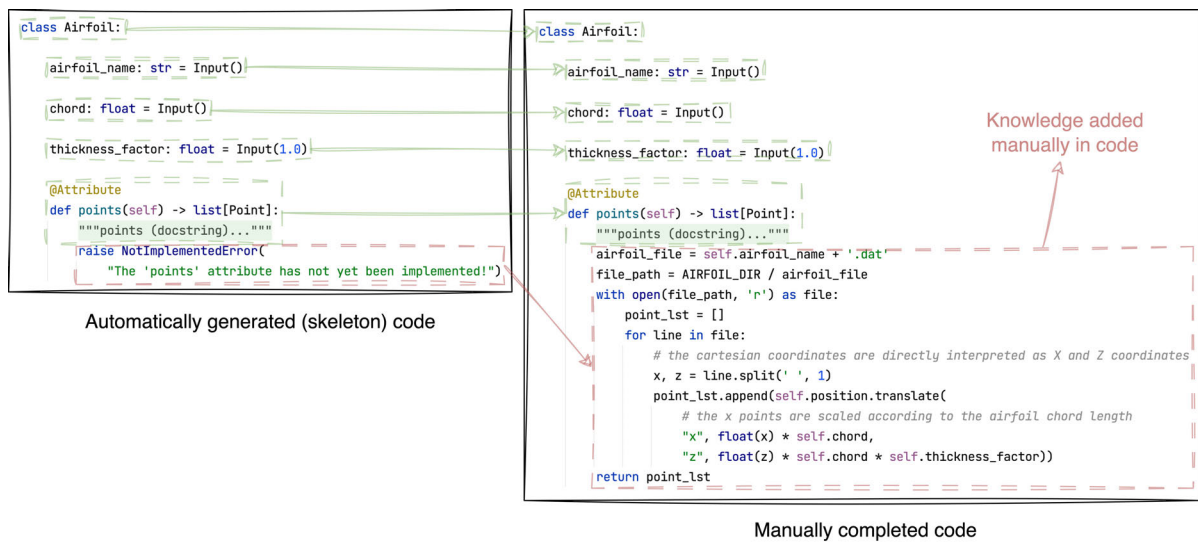 class Airfoil:
airfoil_name: str = Input()
chord: float = Input()
thickness_factor: float = Input(1.0)
@Attribute
def points(self) -> list[Point]:
"""points (docstring)..."""
raise NotImplementedError(
"The 'points' attribute has not yet been implemented!")
Automatically generated (skeleton) code
class Airfoil:
airfoil_name: str = Input()
chord: float = Input()
thickness_factor: float = Input(1.0)
@Attribute
def points(self) -> list[Point]:
"""points (docstring)..."""
airfoil_file = self.airfoil_name + '.dat'
file_path = AIRFOIL_DIR / airfoil_file
with open(file_path, 'r') as file:
point_lst = []
for line in file:
# the cartesian coordinates are directly interpreted as X and Z coordinates
x, z = line.split(' ', 1)
point_lst.append(self.position.translate(
# the x points are scaled according to the airfoil chord length
"x", float(x) * self.chord,
"z", float(z) * self.chord * self.thickness_factor))
return point_lst
Knowledge added
manually in code
Manually completed code